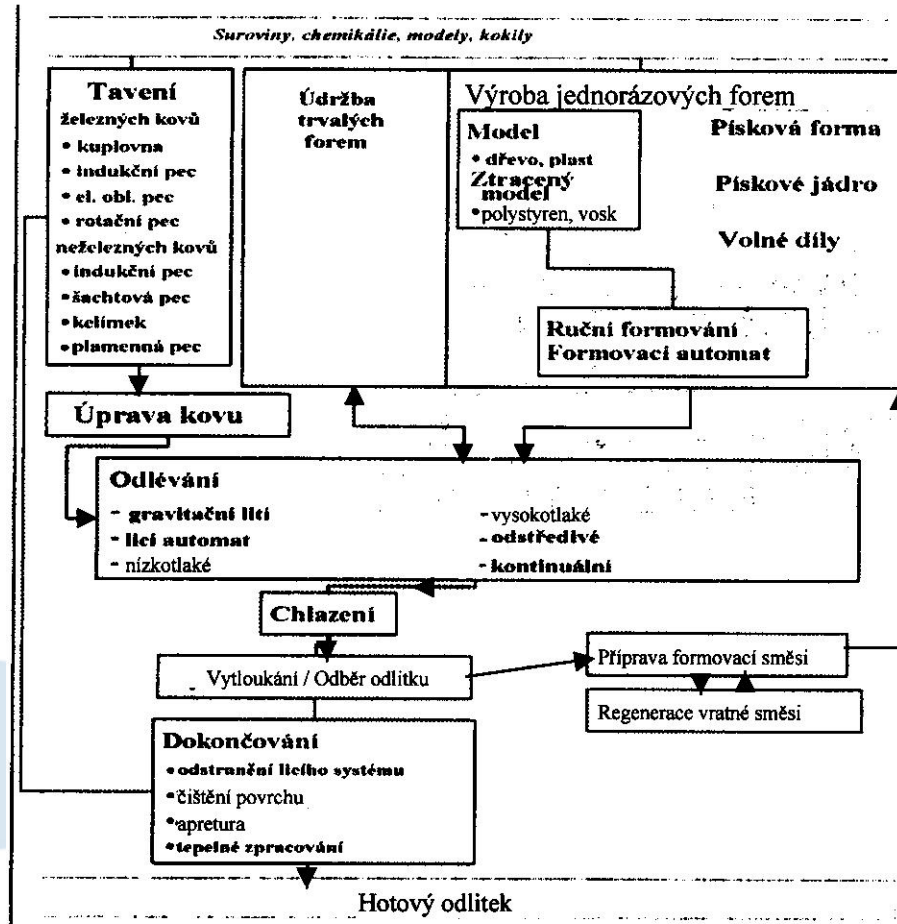 Suroviny, chemikálie, modely, kokily
Tavení
železných kovů
• kuplovna
• indukční pec
• el. obl. pec
• rotační pec
neželezných kovů
• indukční pec
• šachtová pec
• kelímek
• plamenná pec
Údržba
trvalých
forem
Výroba jednorázových forem
Model
• dřevo, plast
Ztracený
model
• polystyren, vosk
Písková forma
Pískové jádro
Volné díly
Ruční formování
Formovací automat
Úprava kovu
Odlévání
- gravitační lití
- licí automat
- nízkotlaké
- vysokotlaké
- odstředivé
- kontinuální
Chlazení
Vytloukání / Odběr odlitku
Příprava formovací směsi
Regenerace vratné směsi
Dokončování
• odstranění licího systému
• čištění povrchu
• apretura
• tepelné zpracování
Hotový odlitek